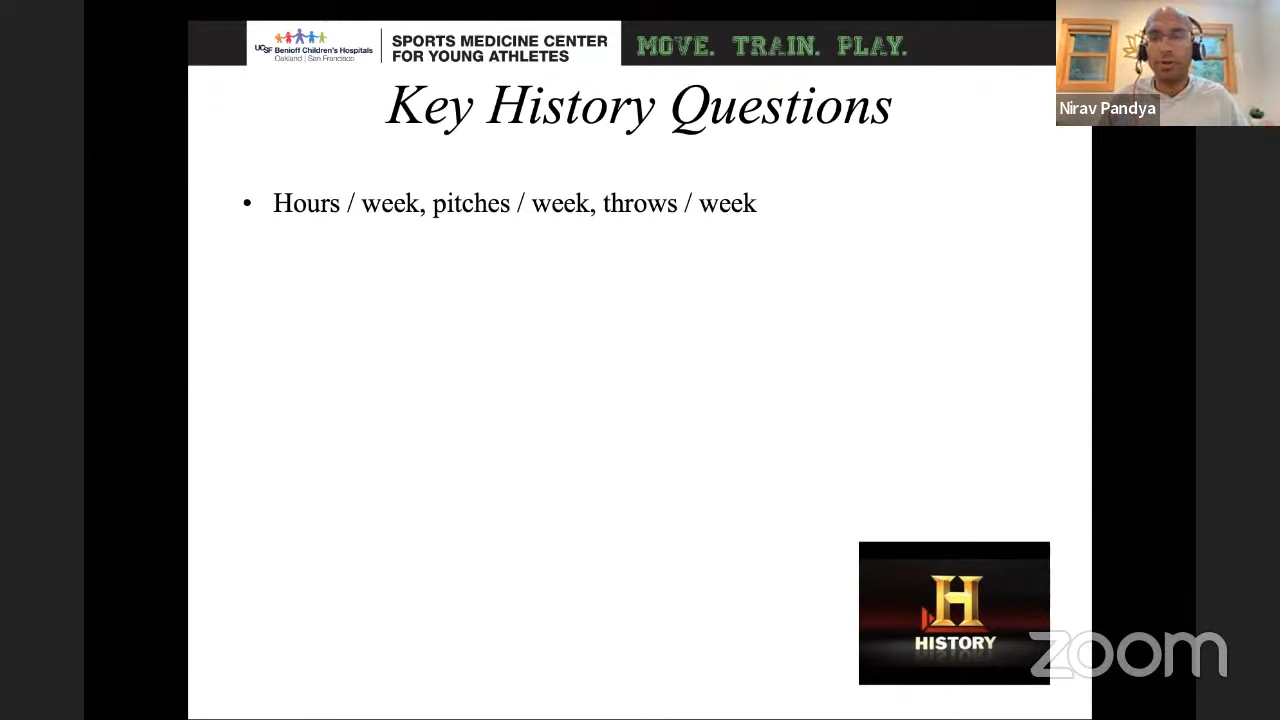 UCSF Benioff Children's Hospitals
Oakland | San Francisco
SPORTS MEDICINE CENTER
FOR YOUNG ATHLETES
MOVE. TRAIN. PLAY.
Nirav Pandya
Key History Questions
• Hours / week, pitches / week, throws / week
H
HISTORY
zoom